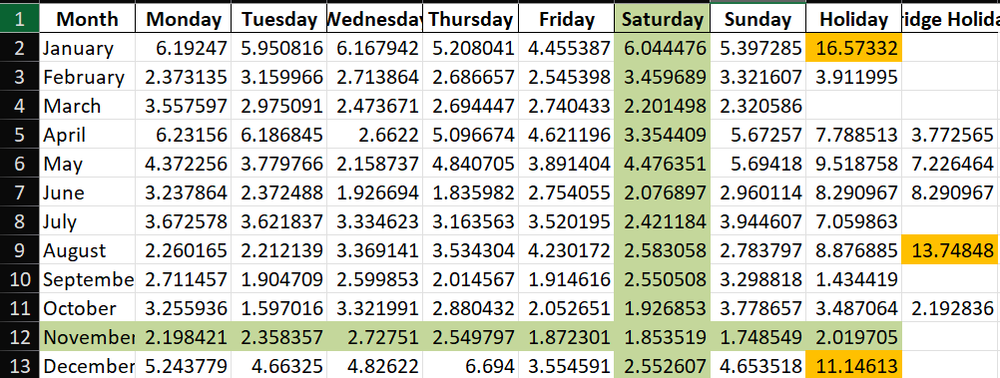 1 Month Monday Tuesday Wednesday Thursday Friday Saturday Sunday Holiday ridge Holida
2 January 6.19247 5.950816 6.167942 5.208041 4.455387 6.044476 5.397285 16.57332
3 February 2.373135 3.159966 2.713864 2.686657 2.545398 3.459689 3.321607 3.911995
4 March 3.557597 2.975091 2.473671 2.694447 2.740433 2.201498 2.320586
5 April 6.23156 6.186845 2.6622 5.096674 4.621196 3.354409 5.67257 7.788513 3.772565
6 May 4.372256 3.779766 2.158737 4.840705 3.891404 4.476351 5.69418 9.518758 7.226464
7 June 3.237864 2.372488 1.926694 1.835982 2.754055 2.076897 2.960114 8.290967 8.290967
8 July 3.672578 3.621837 3.334623 3.163563 3.520195 2.421184 3.944607 7.059863
9 August 2.260165 2.212139 3.369141 3.534304 4.230172 2.583058 2.783797 8.876885 13.74848
10 Septembe 2.711457 1.904709 2.599853 2.014567 1.914616 2.550508 3.298818 1.434419
11 October 3.255936 1.597016 3.321991 2.880432 2.052651 1.926853 3.778657 3.487064 2.192836
12 November 2.198421 2.358357 2.72751 2.549797 1.872301 1.853519 1.748549 2.019705
13 December 5.243779 4.66325 4.82622 6.694 3.554591 2.552607 4.653518 11.14613